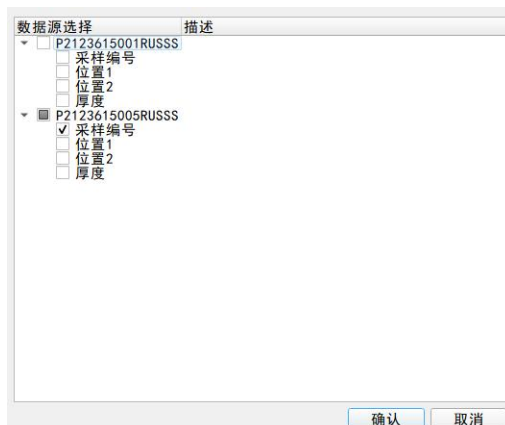 数据源选择 描述
P2123615001RUSSS
采样编号
位置1
位置2
厚度
P2123615005RUSSS
采样编号
位置1
位置2
厚度
确认 取消